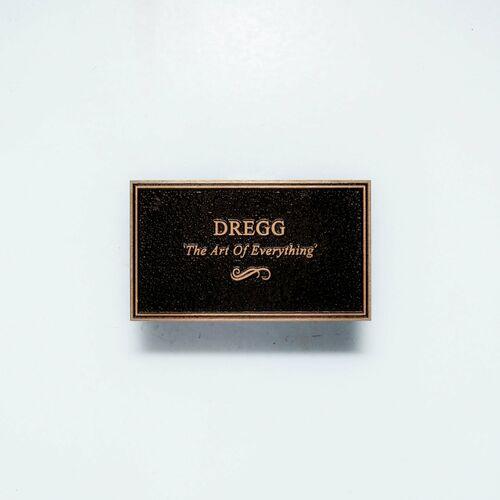 DREGG
'The Art Of Everything'